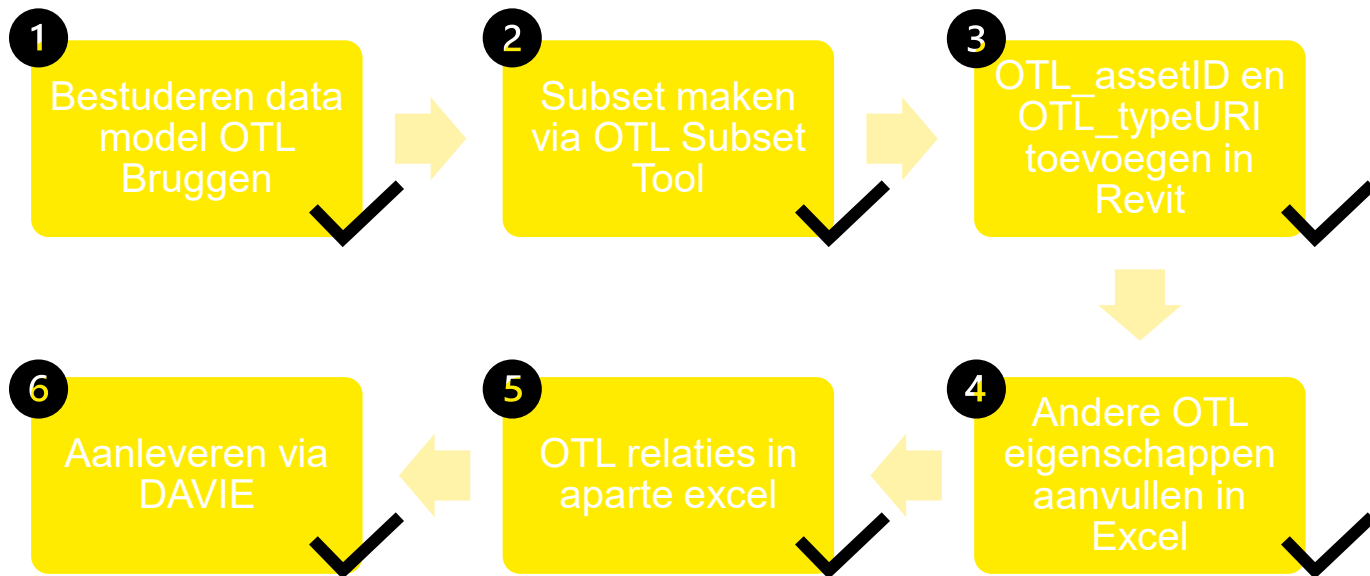 1
Bestuderen data
model OTL
Bruggen
2
Subset maken
via OTL Subset
Tool
3
OTL_assetID en
OTL_typeURI
toevoegen in
Revit
4
Andere OTL
eigenschappen
aanvullen in
Excel
5
OTL relaties in
aparte excel
6
Aanleveren via
DAVIE